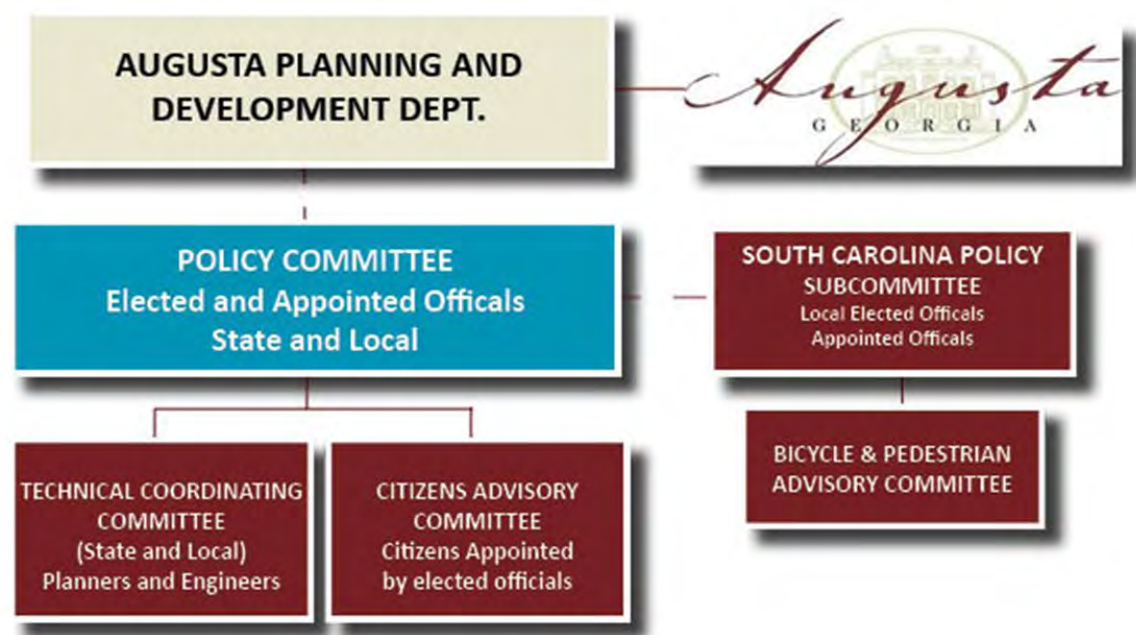 AUGUSTA PLANNING AND
DEVELOPMENT DEPT.
Augusta
GEORGIA
POLICY COMMITTEE
Elected and Appointed Officals
State and Local
SOUTH CAROLINA POLICY
SUBCOMMITTEE
Local Elected Officals
Appointed Officals
TECHNICAL COORDINATING
COMMITTEE
(State and Local)
Planners and Engineers
CITIZENS ADVISORY
COMMITTEE
Citizens Appointed
by elected officials
BICYCLE & PEDESTRIAN
ADVISORY COMMITTEE